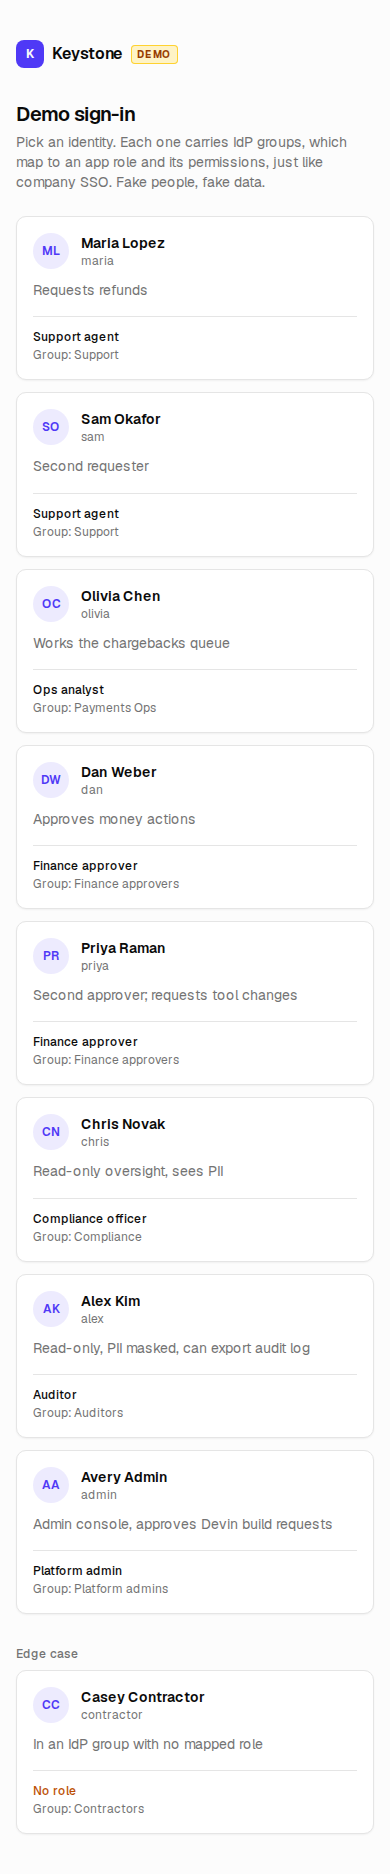 K Keystone DEMO
Demo sign-in
Pick an identity. Each one carries IdP groups, which
map to an app role and its permissions, just like
company SSO. Fake people, fake data.
ML Maria Lopez
maria
Requests refunds
Support agent
Group: Support
SO Sam Okafor
sam
Second requester
Support agent
Group: Support
OC Olivia Chen
olivia
Works the chargebacks queue
Ops analyst
Group: Payments Ops
DW Dan Weber
dan
Approves money actions
Finance approver
Group: Finance approvers
PR Priya Raman
priya
Second approver; requests tool changes
Finance approver
Group: Finance approvers
CN Chris Novak
chris
Read-only oversight, sees PII
Compliance officer
Group: Compliance
AK Alex Kim
alex
Read-only, PII masked, can export audit log
Auditor
Group: Auditors
AA Avery Admin
admin
Admin console, approves Devin build requests
Platform admin
Group: Platform admins
Edge case
CC Casey Contractor
contractor
In an IdP group with no mapped role
No role
Group: Contractors